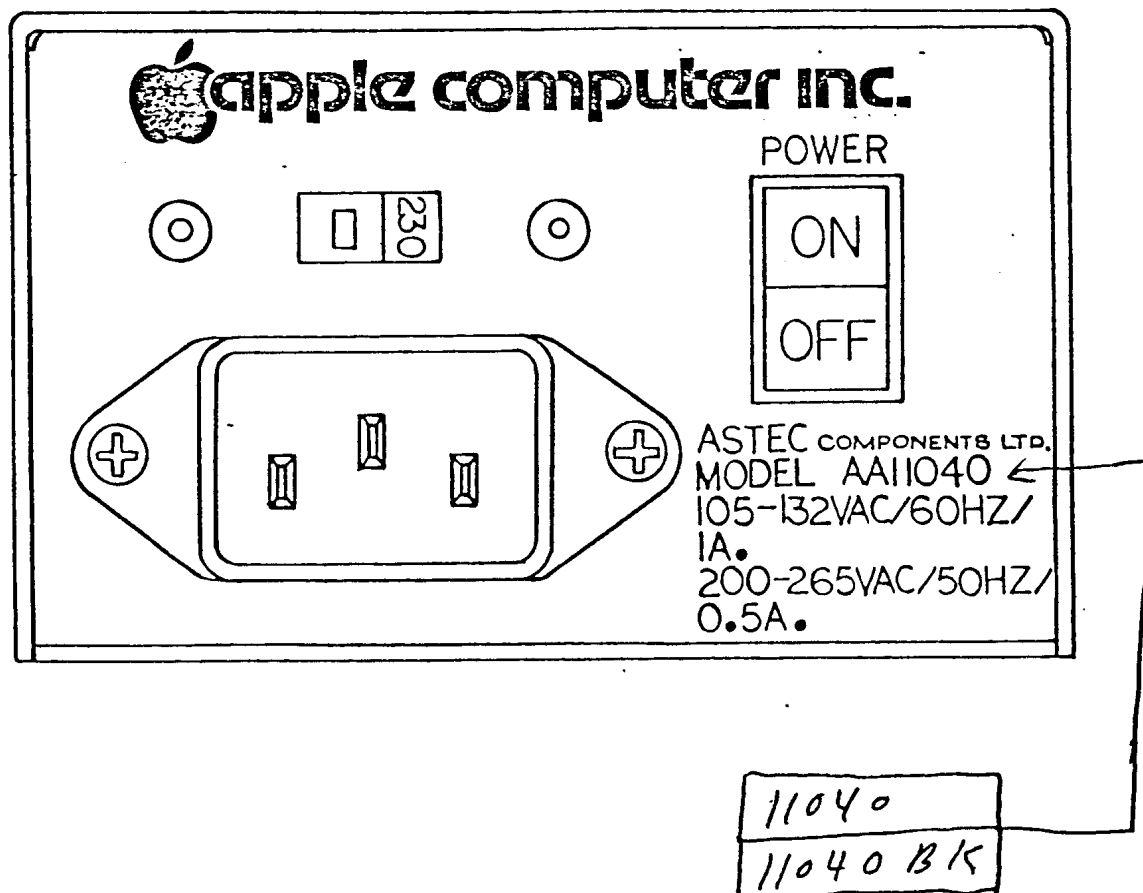 apple computer inc.
POWER
230
ON
OFF
ASTEC COMPONENTS LTD.
MODEL AA11040
105-132VAC/60HZ/
1A.
200-265VAC/50HZ/
0.5A.
11040
11040 BK